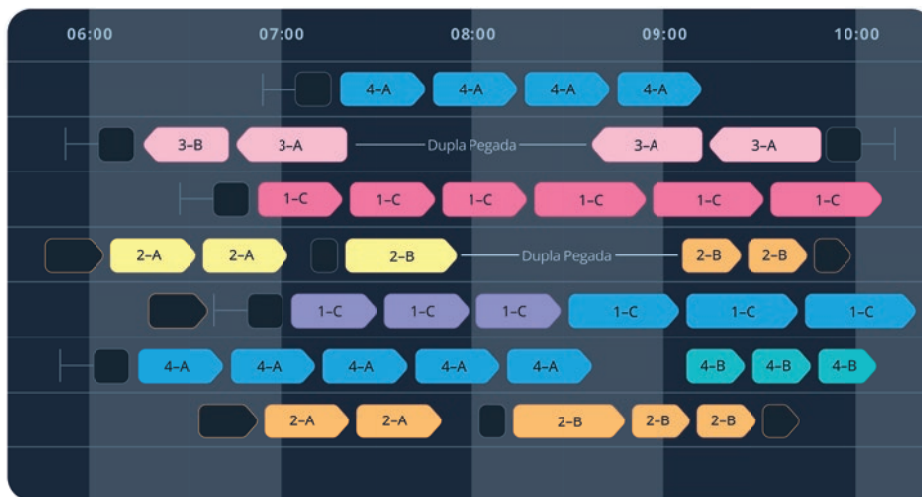 06:00 07:00 08:00 09:00 10:00
4-A 4-A 4-A 4-A
3-B 3-A Dupla Pegada 3-A 3-A
1-C 1-C 1-C 1-C 1-C 1-C
2-A 2-A 2-B Dupla Pegada 2-B 2-B
1-C 1-C 1-C 1-C 1-C 1-C
4-A 4-A 4-A 4-A 4-A 4-B 4-B 4-B
2-A 2-A 2-B 2-B 2-B